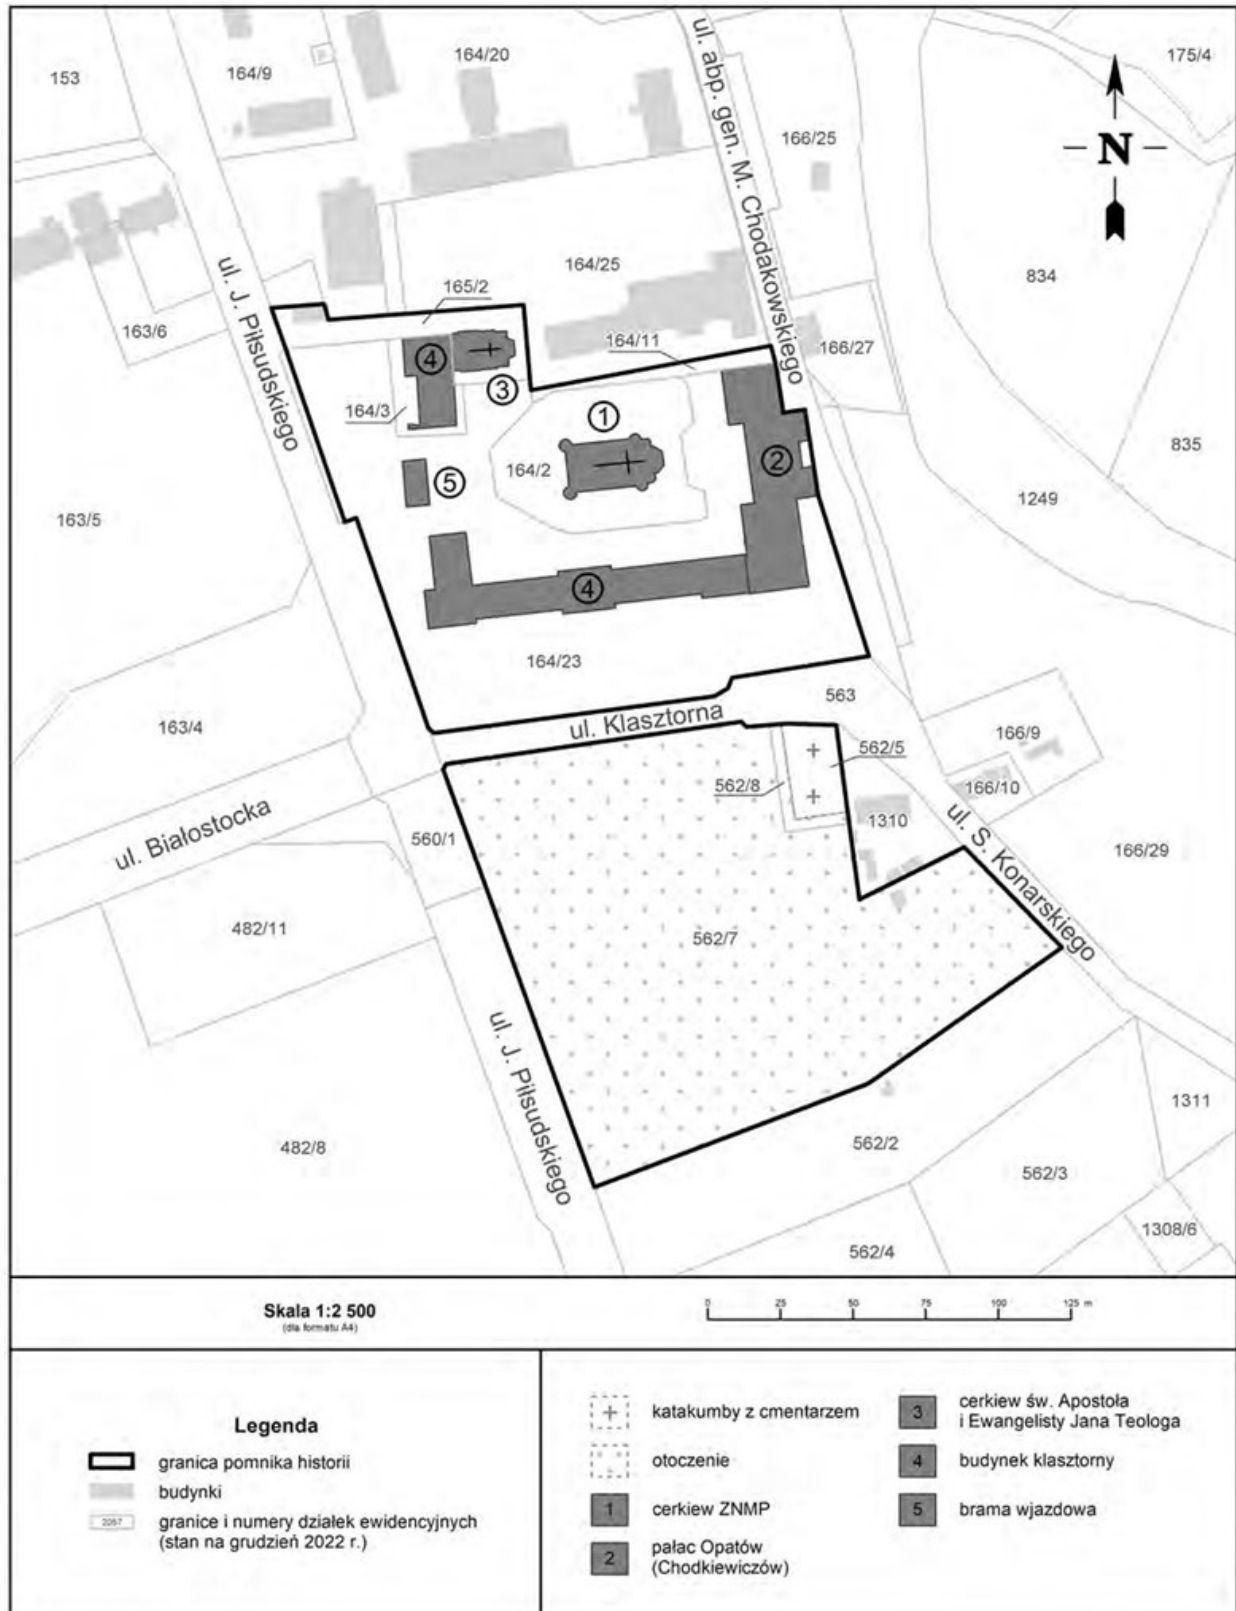 153
164/9
164/20
ul. abp. gen. M. Chodakowskiego
175/4
166/25
N
ul. J. Piłsudskiego
164/25
834
165/2
163/6
164/11
166/27
4
3
164/3
1
835
164/2
2
5
1249
163/5
4
164/23
563
163/4
ul. Klasztorna
166/9
562/5
562/8
166/10
ul. Białostocka
560/1
1310
ul. S. Konarskiego
166/29
482/11
562/7
ul. J. Piłsudskiego
1311
482/8
562/2
562/3
1308/6
562/4
Skala 1:2 500
(dla formatu A4)
0 25 50 75 100 125 m
Legenda
granica pomnika historii
budynki
2057
granice i numery działek ewidencyjnych
(stan na grudzień 2022 r.)
katakumby z cmentarzem
otoczenie
1 cerkiew ZNMP
2 pałac Opatów
(Chodkiewiczów)
3 cerkiew św. Apostoła
i Ewangelisty Jana Teologa
4 budynek klasztorny
5 brama wjazdowa